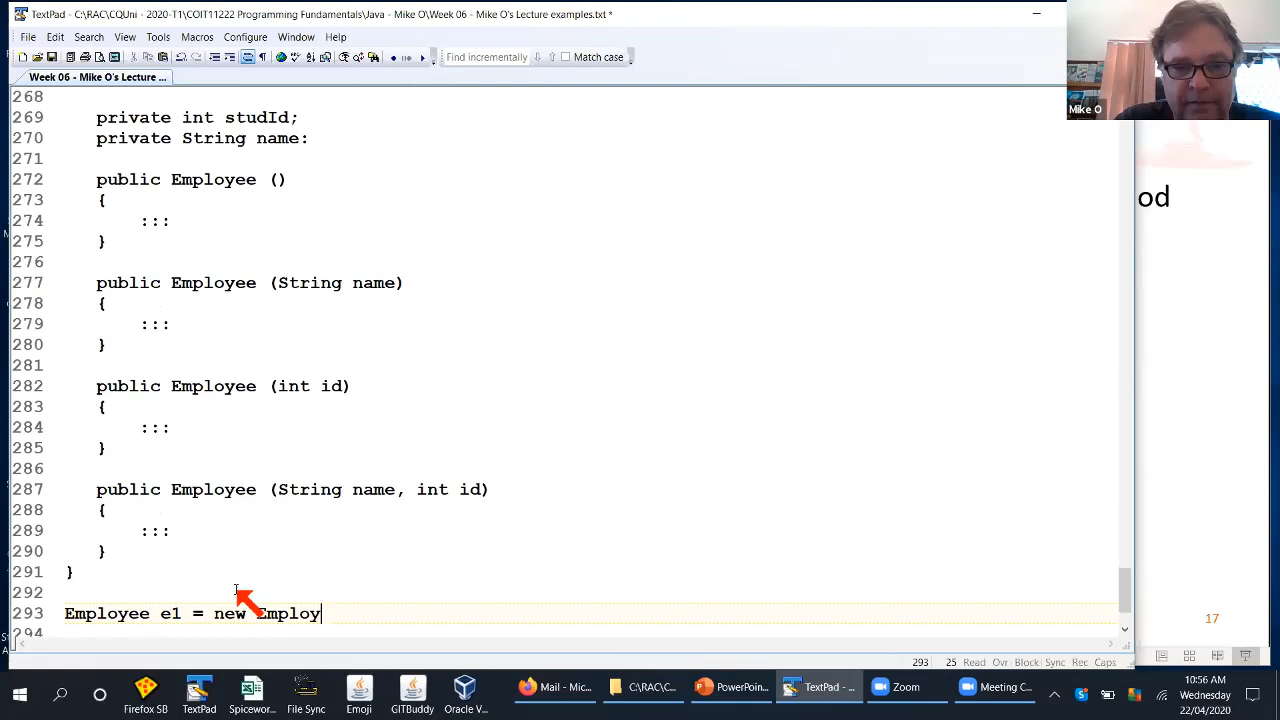 TextPad - C:\RAC\CQUni - 2020-T1\COIT11222 Programming Fundamentals\Java - Mike O\Week 06 - Mike O's Lecture examples.txt *
File Edit Search View Tools Macros Configure Window Help
Find incrementally Match case
Week 06 - Mike O's Lecture ...
Mike O
268
269 private int studId;
270 private String name:
271
272 public Employee ()
273 {
274 :::
275 }
276
277 public Employee (String name)
278 {
279 :::
280 }
281
282 public Employee (int id)
283 {
284 :::
285 }
286
287 public Employee (String name, int id)
288 {
289 :::
290 }
291 }
292
293 Employee e1 = new Employ
294
od
17
293 25 Read Ovr Block Sync Rec Caps
Firefox SB TextPad Spicewor... File Sync Emoji GITBuddy Oracle V...
Mail - Mic... C:\RAC\C... PowerPoin... TextPad - ... Zoom Meeting C...
10:56 AM
Wednesday
22/04/2020